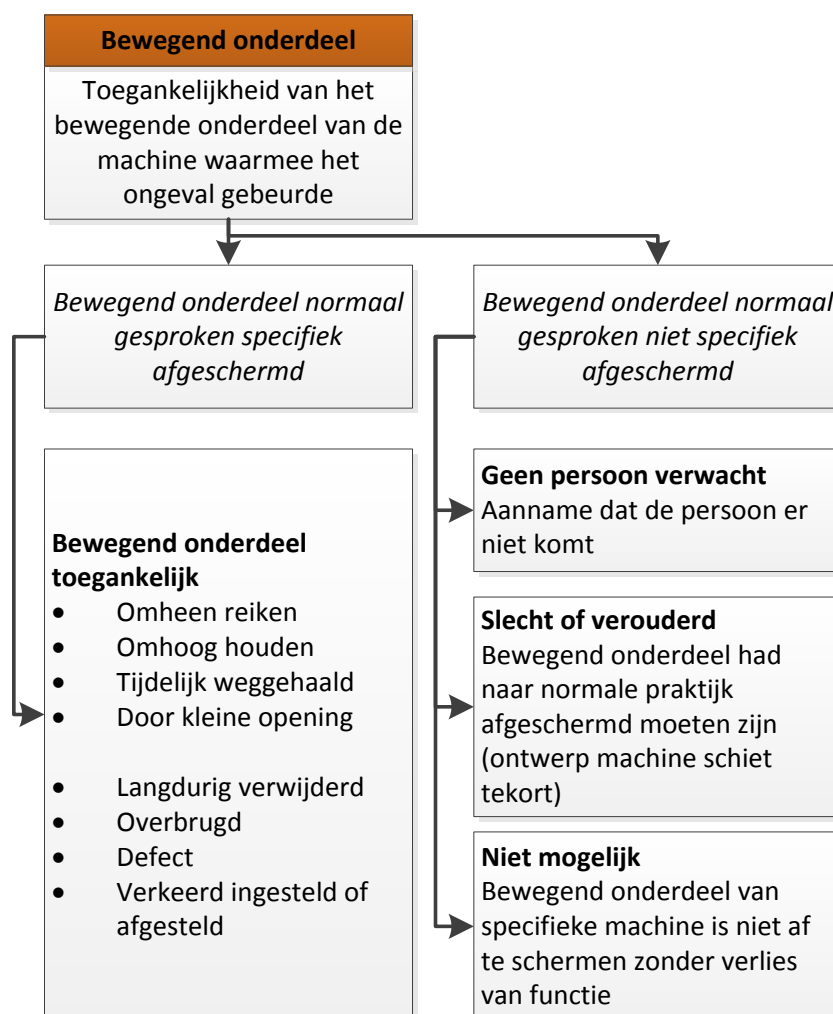 Bewegend onderdeel
Toegankelijkheid van het
bewegende onderdeel van de
machine waarmee het
ongeval gebeurde
Bewegend onderdeel normaal
gesproken specifiek
afgeschermd
Bewegend onderdeel normaal
gesproken niet specifiek
afgeschermd
Bewegend onderdeel
toegankelijk
• Omheen reiken
• Omhoog houden
• Tijdelijk weggehaald
• Door kleine opening
• Langdurig verwijderd
• Overbrugd
• Defect
• Verkeerd ingesteld of
afgesteld
Geen persoon verwacht
Aanname dat de persoon er
niet komt
Slecht of verouderd
Bewegend onderdeel had
naar normale praktijk
afgeschermd moeten zijn
(ontwerp machine schiet
tekort)
Niet mogelijk
Bewegend onderdeel van
specifieke machine is niet af
te schermen zonder verlies
van functie